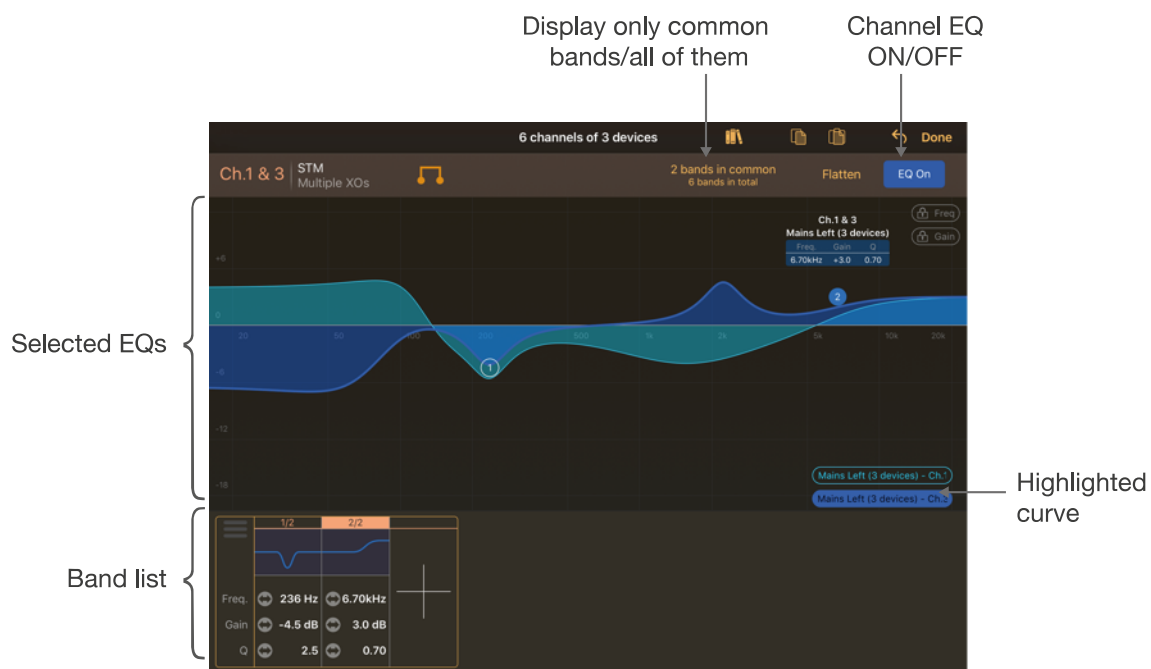 Display only common
bands/all of them
Channel EQ
ON/OFF
6 channels of 3 devices
Done
Ch.1 & 3
STM
Multiple XOs
2 bands in common
6 bands in total
Flatten
EQ On
Selected EQs
Ch.1 & 3
Mains Left (3 devices)
Freq. Gain Q
6.70kHz +3.0 0.70
Freq
Gain
+6
0
20 50 100 200 500 1k 2k 5k 10k 20k
-6
-12
-18
1
2
Mains Left (3 devices) - Ch.
Mains Left (3 devices) - Ch.
Highlighted
curve
Band list
1/2 2/2
Freq. 236 Hz 6.70kHz
Gain -4.5 dB 3.0 dB
Q 2.5 0.70